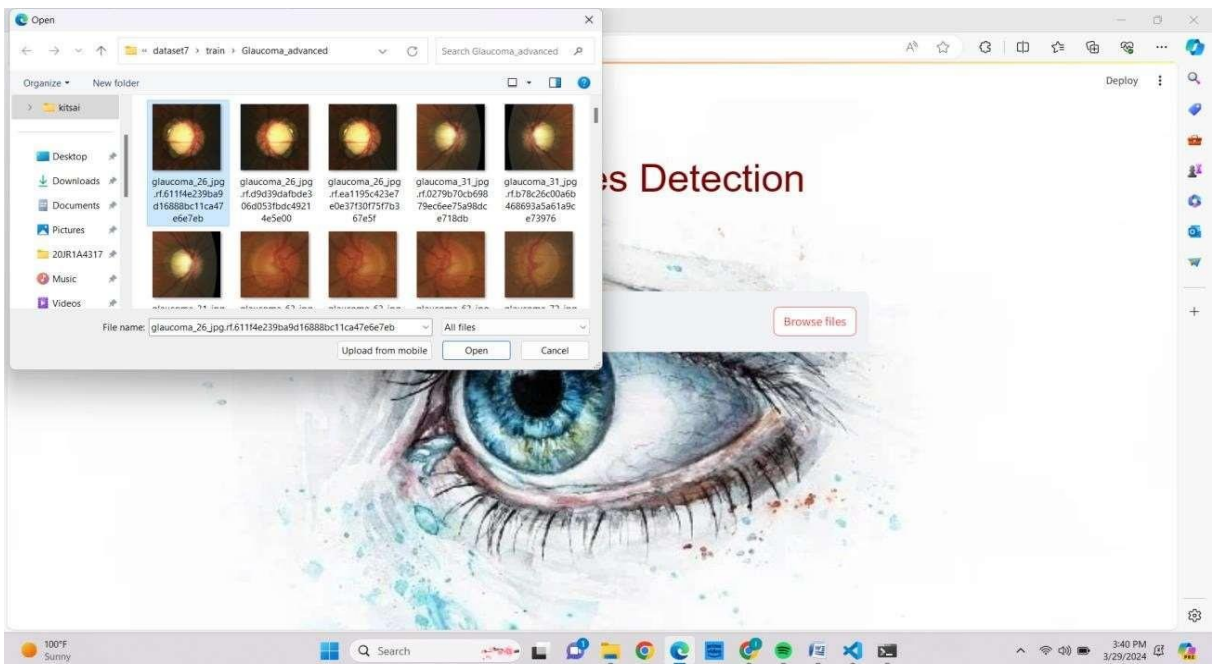 Open
dataset7 > train > Glaucoma_advanced
Search Glaucoma_advanced
Organize
New folder
Deploy
kitsai
Desktop
Downloads
Documents
Pictures
20JR1A4317
Music
Videos
glaucoma_26_jpg
.rf.611f4e239ba9
d16888bc11ca47
e6e7eb
glaucoma_26_jpg
.rf.d9d39dafbde3
06d053fbdc4921
4e5e00
glaucoma_26_jpg
.rf.ea1195c423e7
e0e37f30f75f7b3
67e5f
glaucoma_31_jpg
.rf.0279b70cb698
79ec6ee75a98dc
e718db
glaucoma_31_jpg
.rf.b78c26c00a6b
468693a5a61a9c
e73976
es Detection
File name: glaucoma_26_jpg.rf.611f4e239ba9d16888bc11ca47e6e7eb
All files
Upload from mobile
Open
Cancel
Browse files
100°F
Sunny
Search
3:40 PM
3/29/2024